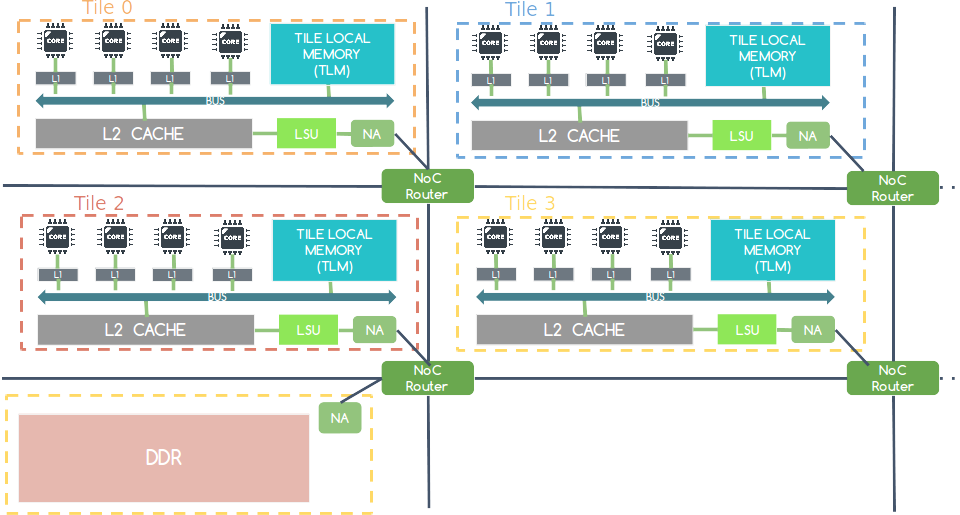 Tile 0
CORE CORE CORE CORE
TILE LOCAL
MEMORY
(TLM)
L1 L1 L1 L1
BUS
L2 CACHE
LSU
NA
Tile 1
CORE CORE CORE CORE
TILE LOCAL
MEMORY
(TLM)
L1 L1 L1 L1
BUS
L2 CACHE
LSU
NA
NoC
Router
NoC
Router
Tile 2
CORE CORE CORE CORE
TILE LOCAL
MEMORY
(TLM)
L1 L1 L1 L1
BUS
L2 CACHE
LSU
NA
Tile 3
CORE CORE CORE CORE
TILE LOCAL
MEMORY
(TLM)
L1 L1 L1 L1
BUS
L2 CACHE
LSU
NA
NoC
Router
NoC
Router
NA
DDR